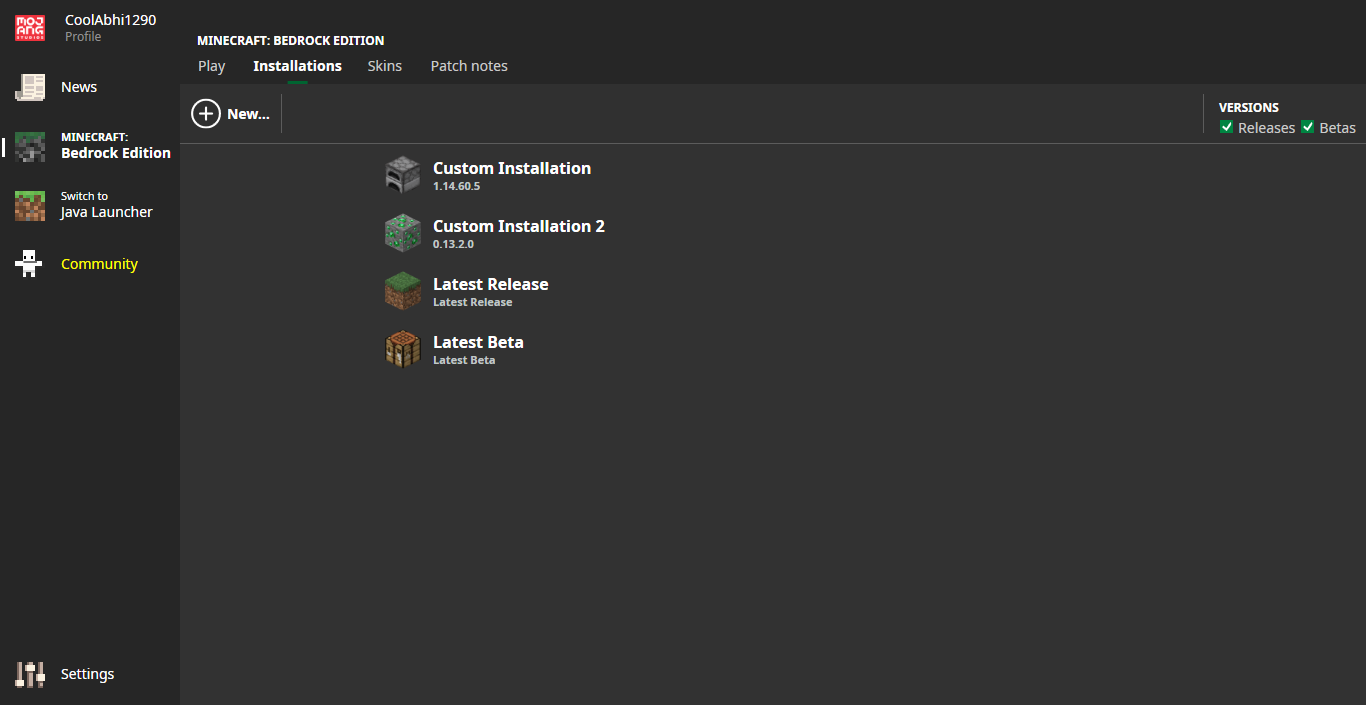 MOJ
ANG
STUDIOS
CoolAbhi1290
Profile
News
MINECRAFT:
Bedrock Edition
Switch to
Java Launcher
Community
Settings
MINECRAFT: BEDROCK EDITION
Play Installations Skins Patch notes
New...
VERSIONS
Releases Betas
Custom Installation
1.14.60.5
Custom Installation 2
0.13.2.0
Latest Release
Latest Release
Latest Beta
Latest Beta